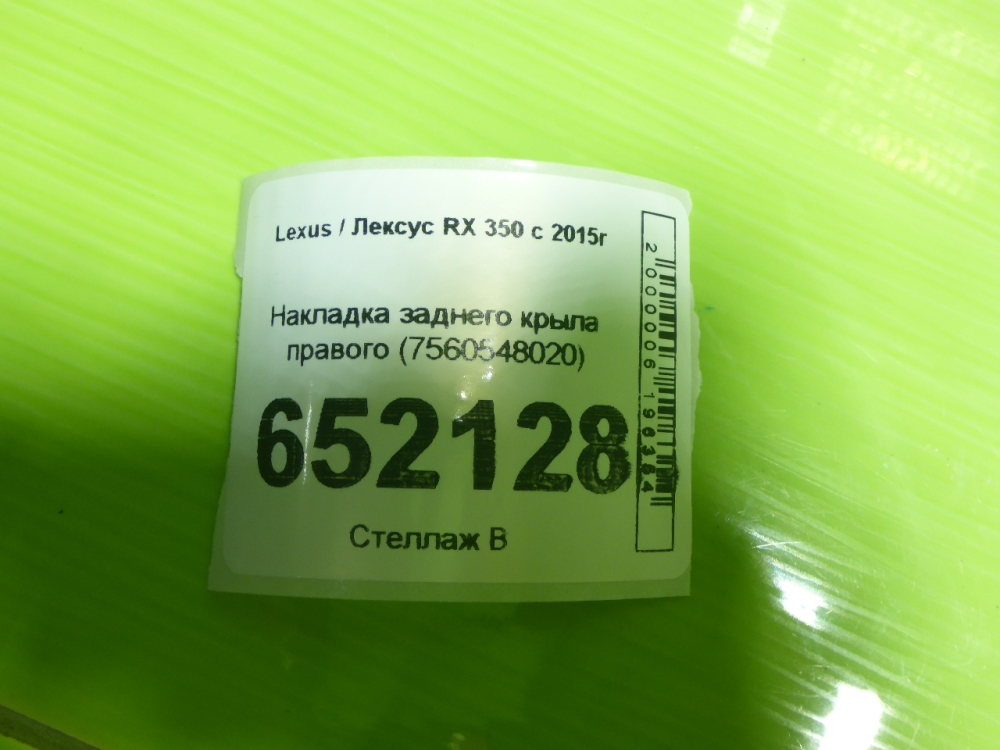 Lexus / Лексус RX 350 с 2015г
Накладка заднего крыла
правого (7560548020)
652128
Стеллаж В
2000006196364